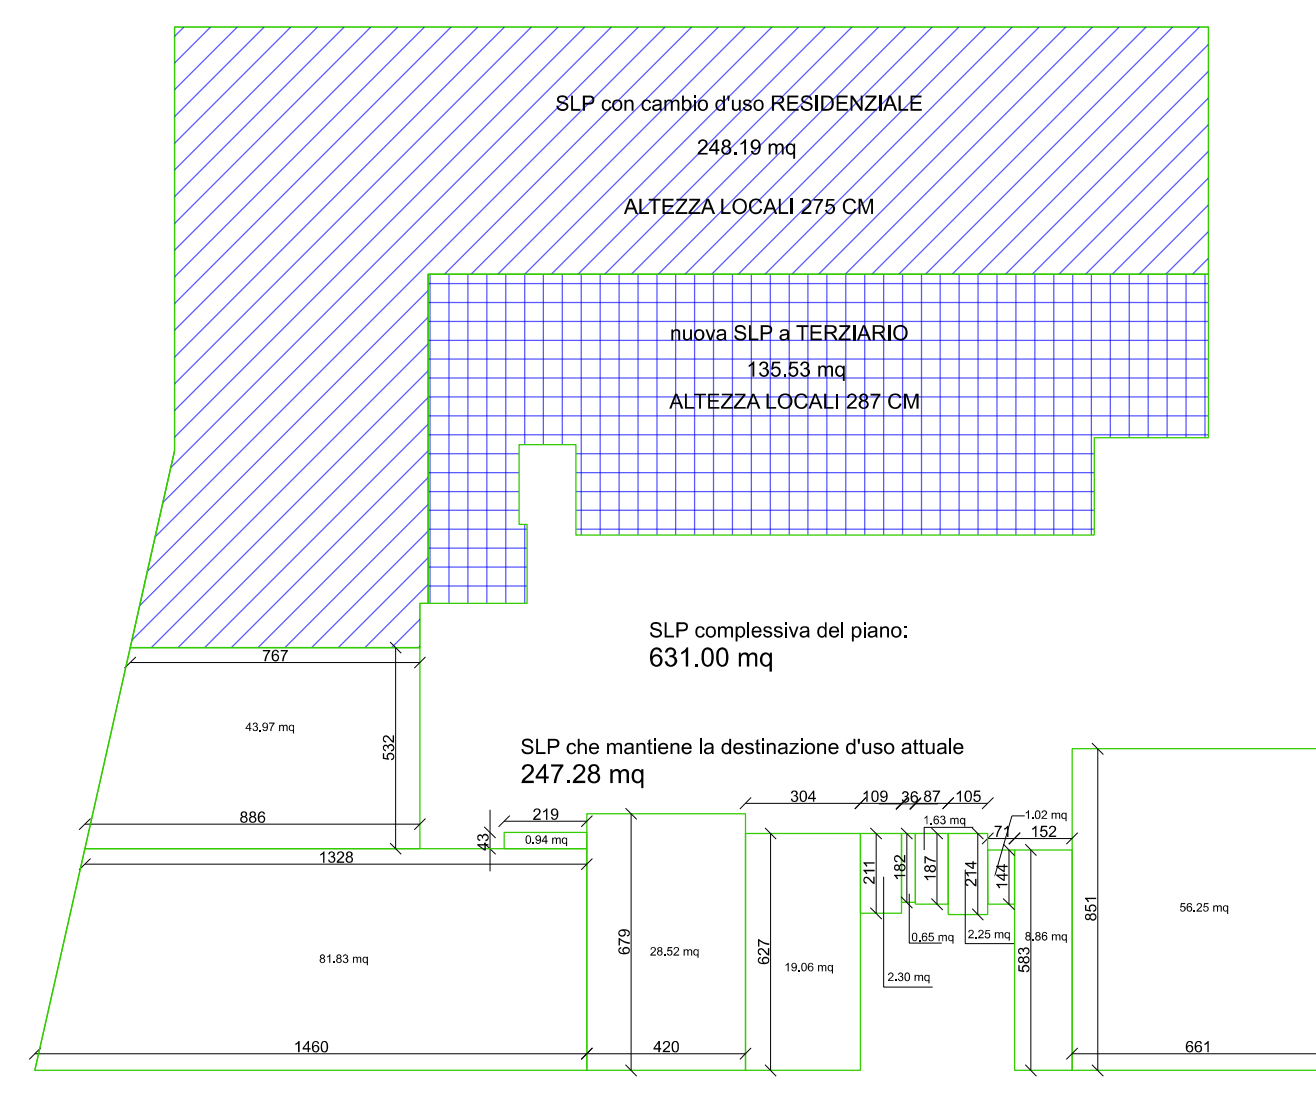 SLP con cambio d'uso RESIDENZIALE
248.19 mq
ALTEZZA LOCALI 275 CM
nuova SLP a TERZIARIO
135.53 mq
ALTEZZA LOCALI 287 CM
SLP complessiva del piano:
631.00 mq
767
43.97 mq
532
SLP che mantiene la destinazione d'uso attuale
247.28 mq
886
219
43
0.94 mq
304
109
36
87
105
1.63 mq
71
1.02 mq
152
1328
211
182
187
214
144
851
56.25 mq
679
28.52 mq
627
19.06 mq
0.65 mq
2.25 mq
8.86 mq
583
81.83 mq
2.30 mq
1460
420
661